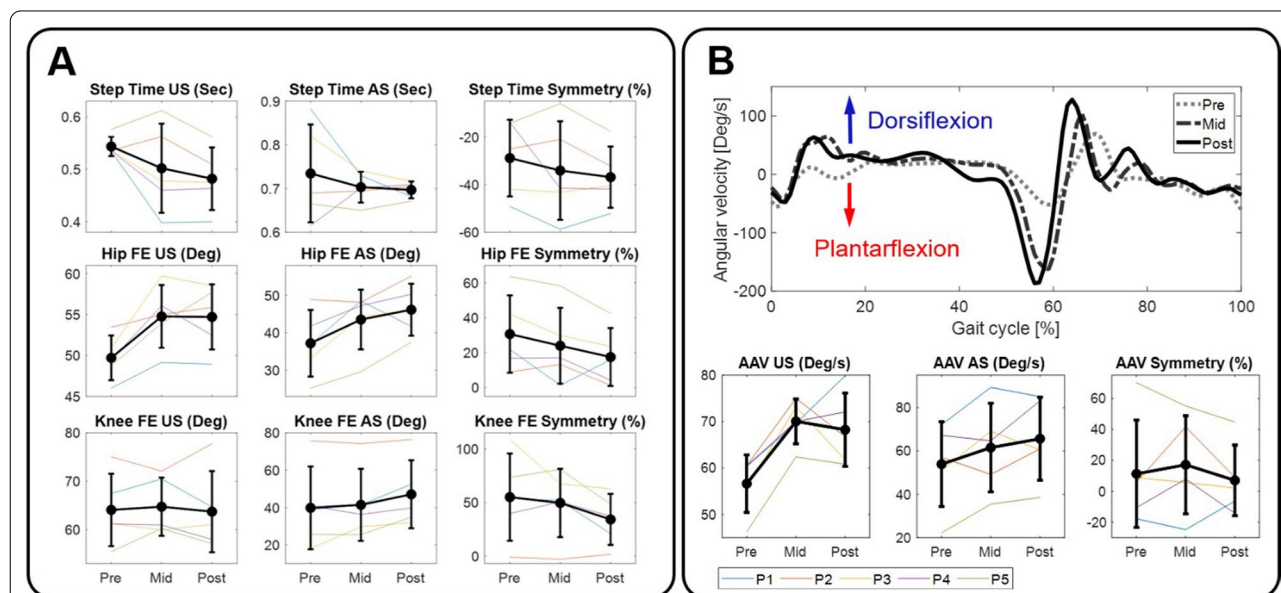 A
Step Time US (Sec)
0.6
0.5
0.4
Step Time AS (Sec)
0.9
0.8
0.7
0.6
Step Time Symmetry (%)
-20
-40
-60
Hip FE US (Deg)
60
55
50
45
Hip FE AS (Deg)
50
40
30
Hip FE Symmetry (%)
60
40
20
0
Knee FE US (Deg)
80
70
60
Pre Mid Post
Knee FE AS (Deg)
80
60
40
20
Pre Mid Post
Knee FE Symmetry (%)
100
50
0
Pre Mid Post
B
Angular velocity [Deg/s]
100
0
-100
-200
Dorsiflexion
Plantarflexion
Pre
Mid
Post
0 20 40 60 80 100
Gait cycle [%]
AAV US (Deg/s)
80
70
60
50
Pre Mid Post
AAV AS (Deg/s)
80
60
40
20
Pre Mid Post
AAV Symmetry (%)
60
40
20
0
-20
Pre Mid Post
P1 P2 P3 P4 P5